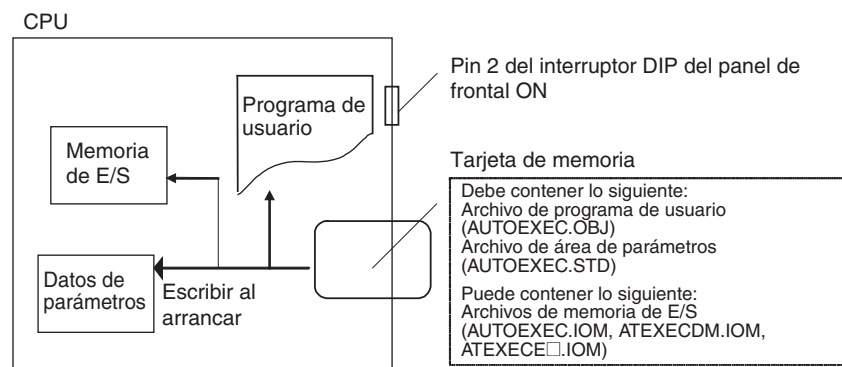 CPU
Pin 2 del interruptor DIP del panel de
frontal ON
Programa de
usuario
Memoria
de E/S
Tarjeta de memoria
Debe contener lo siguiente:
Archivo de programa de usuario
(AUTOEXEC.OBJ)
Archivo de área de parámetros
(AUTOEXEC.STD)
Puede contener lo siguiente:
Archivos de memoria de E/S
(AUTOEXEC.IOM, ATEXECDM.IOM,
ATEXECE□.IOM)
Datos de
parámetros
Escribir al
arrancar